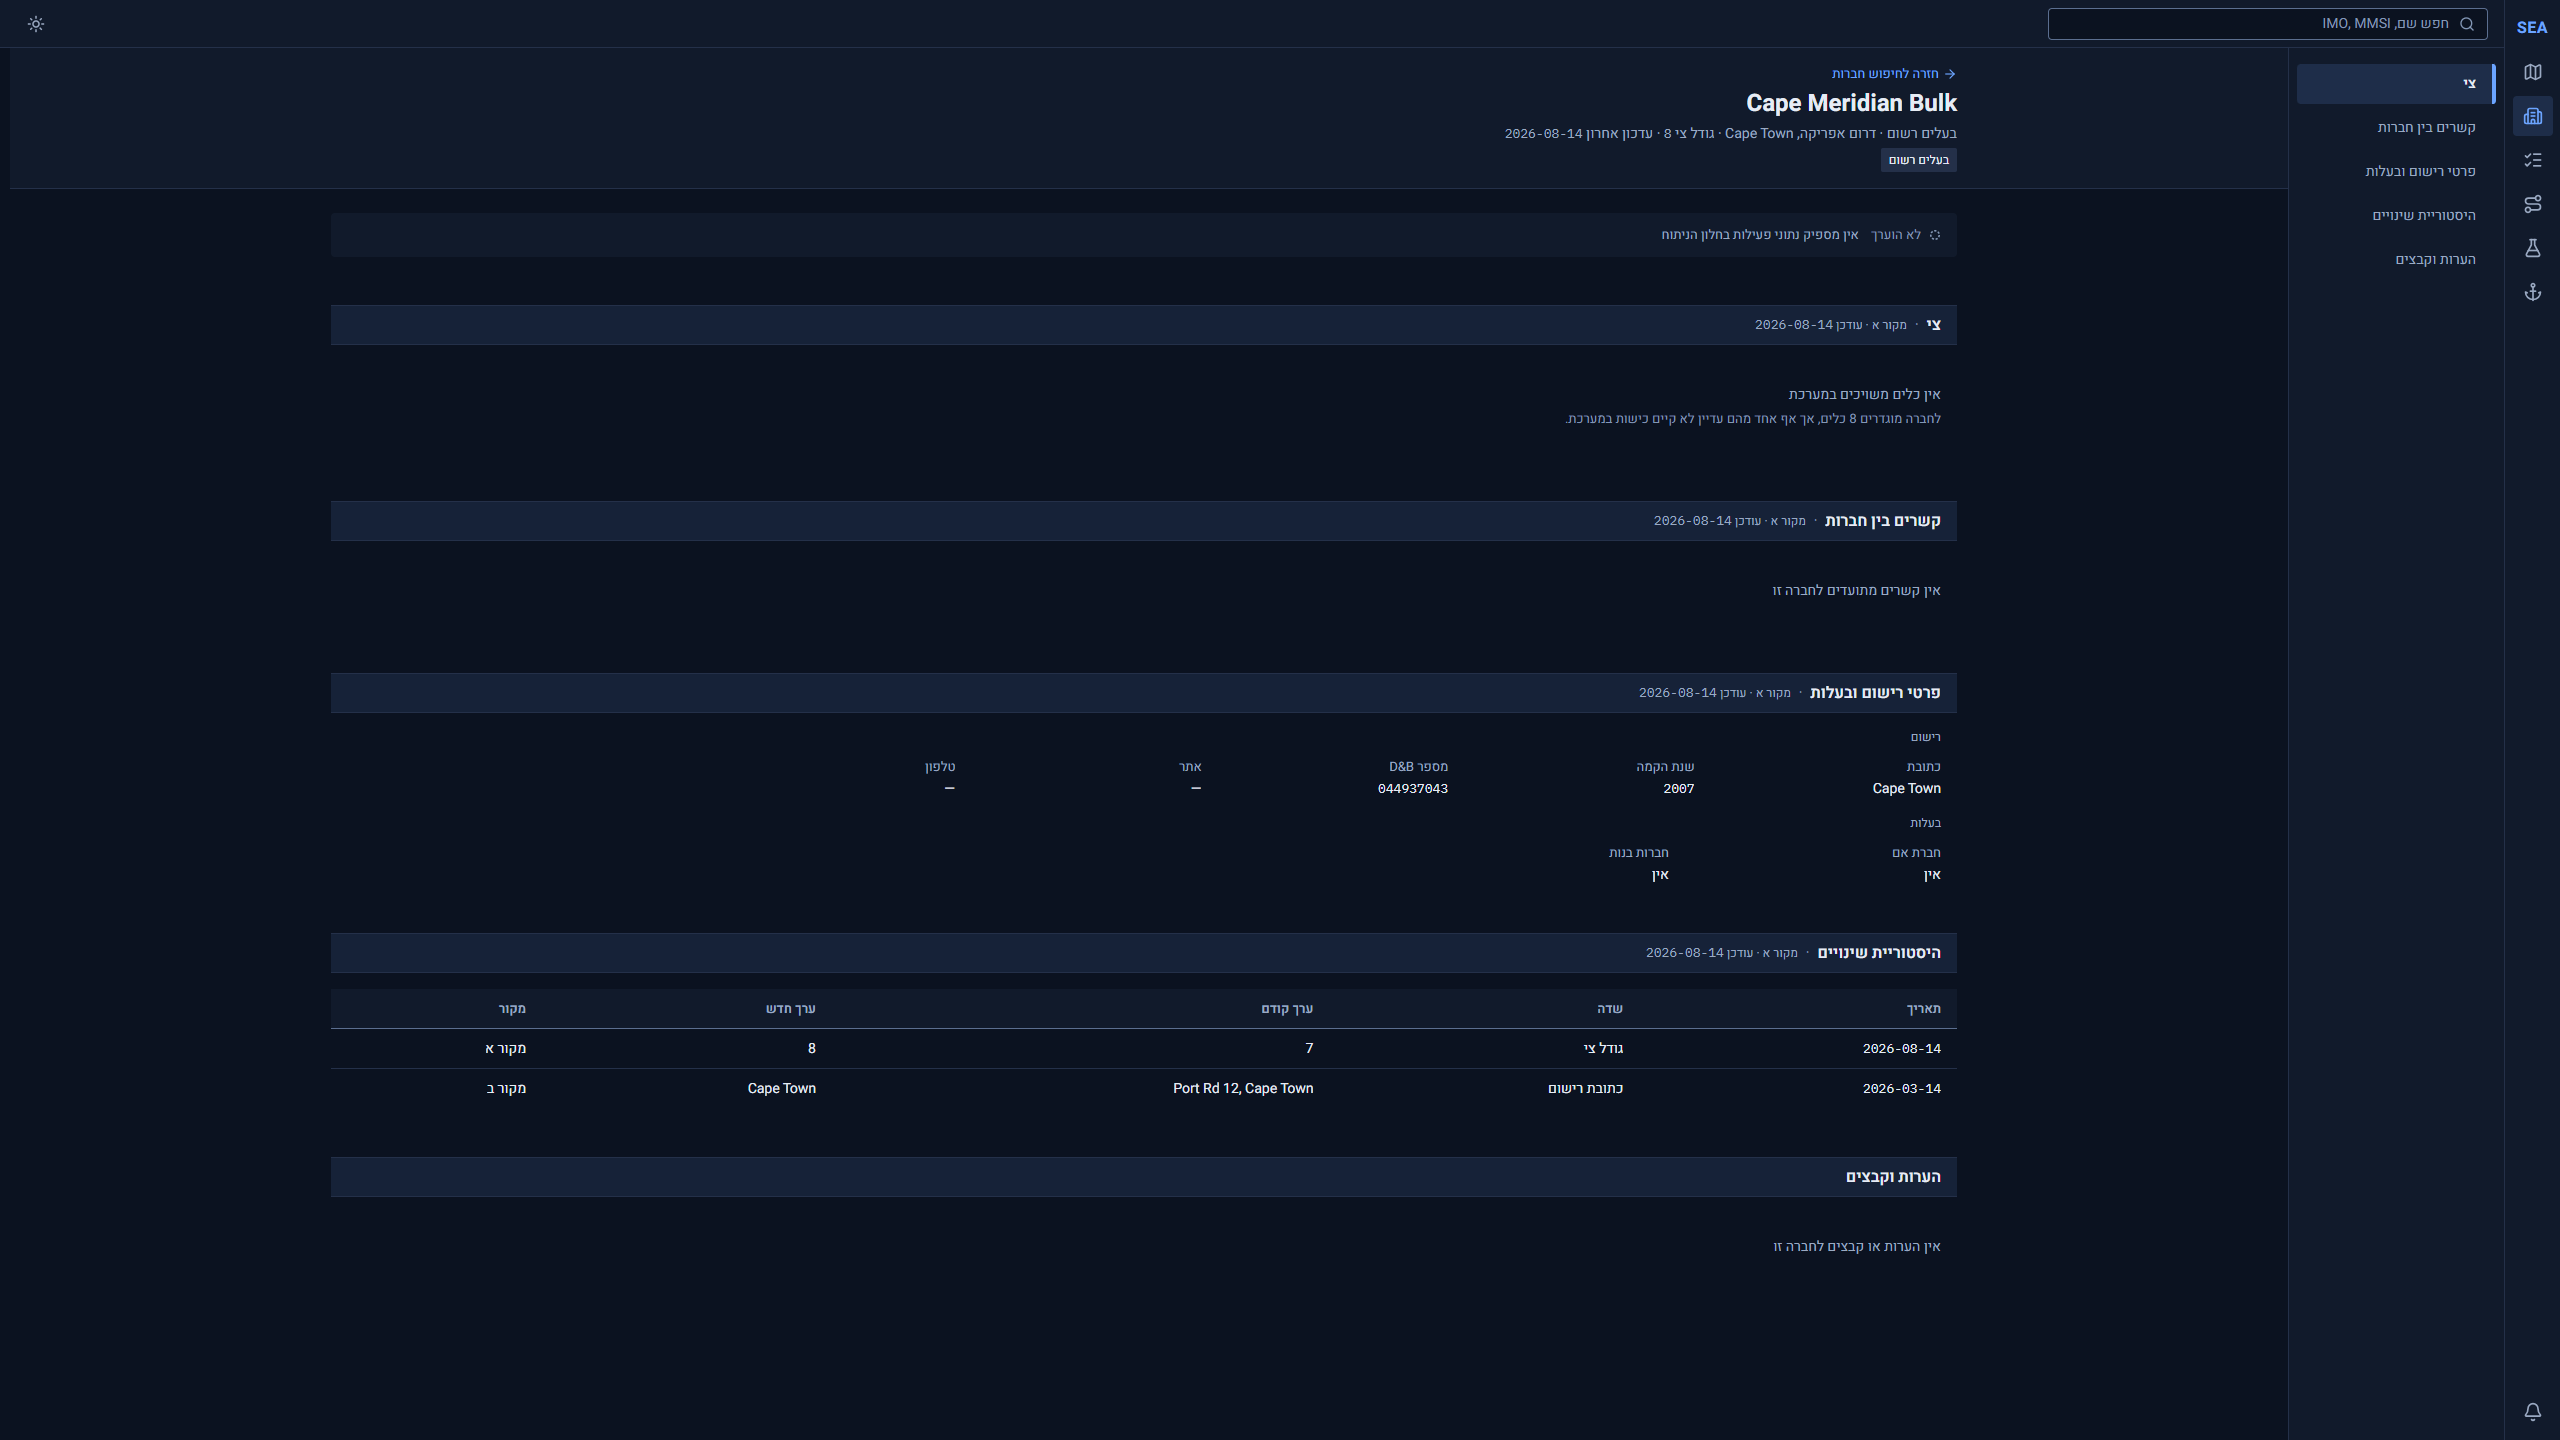 SEA
חפש שם, IMO, MMSI
צי
קשרים בין חברות
פרטי רישום ובעלות
היסטוריית שינויים
הערות וקבצים
חזרה לחיפוש חברות
Cape Meridian Bulk
בעלים רשום · דרום אפריקה, Cape Town · גודל צי 8 · עדכון אחרון 2026-08-14
בעלים רשום
לא הוערך אין מספיק נתוני פעילות בחלון הניתוח
צי · מקור א · עודכן 2026-08-14
אין כלים משויכים במערכת
לחברה מוגדרים 8 כלים, אך אף אחד מהם עדיין לא קיים כישות במערכת.
קשרים בין חברות · מקור א · עודכן 2026-08-14
אין קשרים מתועדים לחברה זו
פרטי רישום ובעלות · מקור א · עודכן 2026-08-14
רישום
כתובת שנת הקמה מספר D&B אתר טלפון
Cape Town 2007 044937043 — —
בעלות
חברת אם חברות בנות
אין אין
היסטוריית שינויים · מקור א · עודכן 2026-08-14
תאריך שדה ערך קודם ערך חדש מקור
2026-08-14 גודל צי 7 8 מקור א
2026-03-14 כתובת רישום Port Rd 12, Cape Town Cape Town מקור ב
הערות וקבצים
אין הערות או קבצים לחברה זו